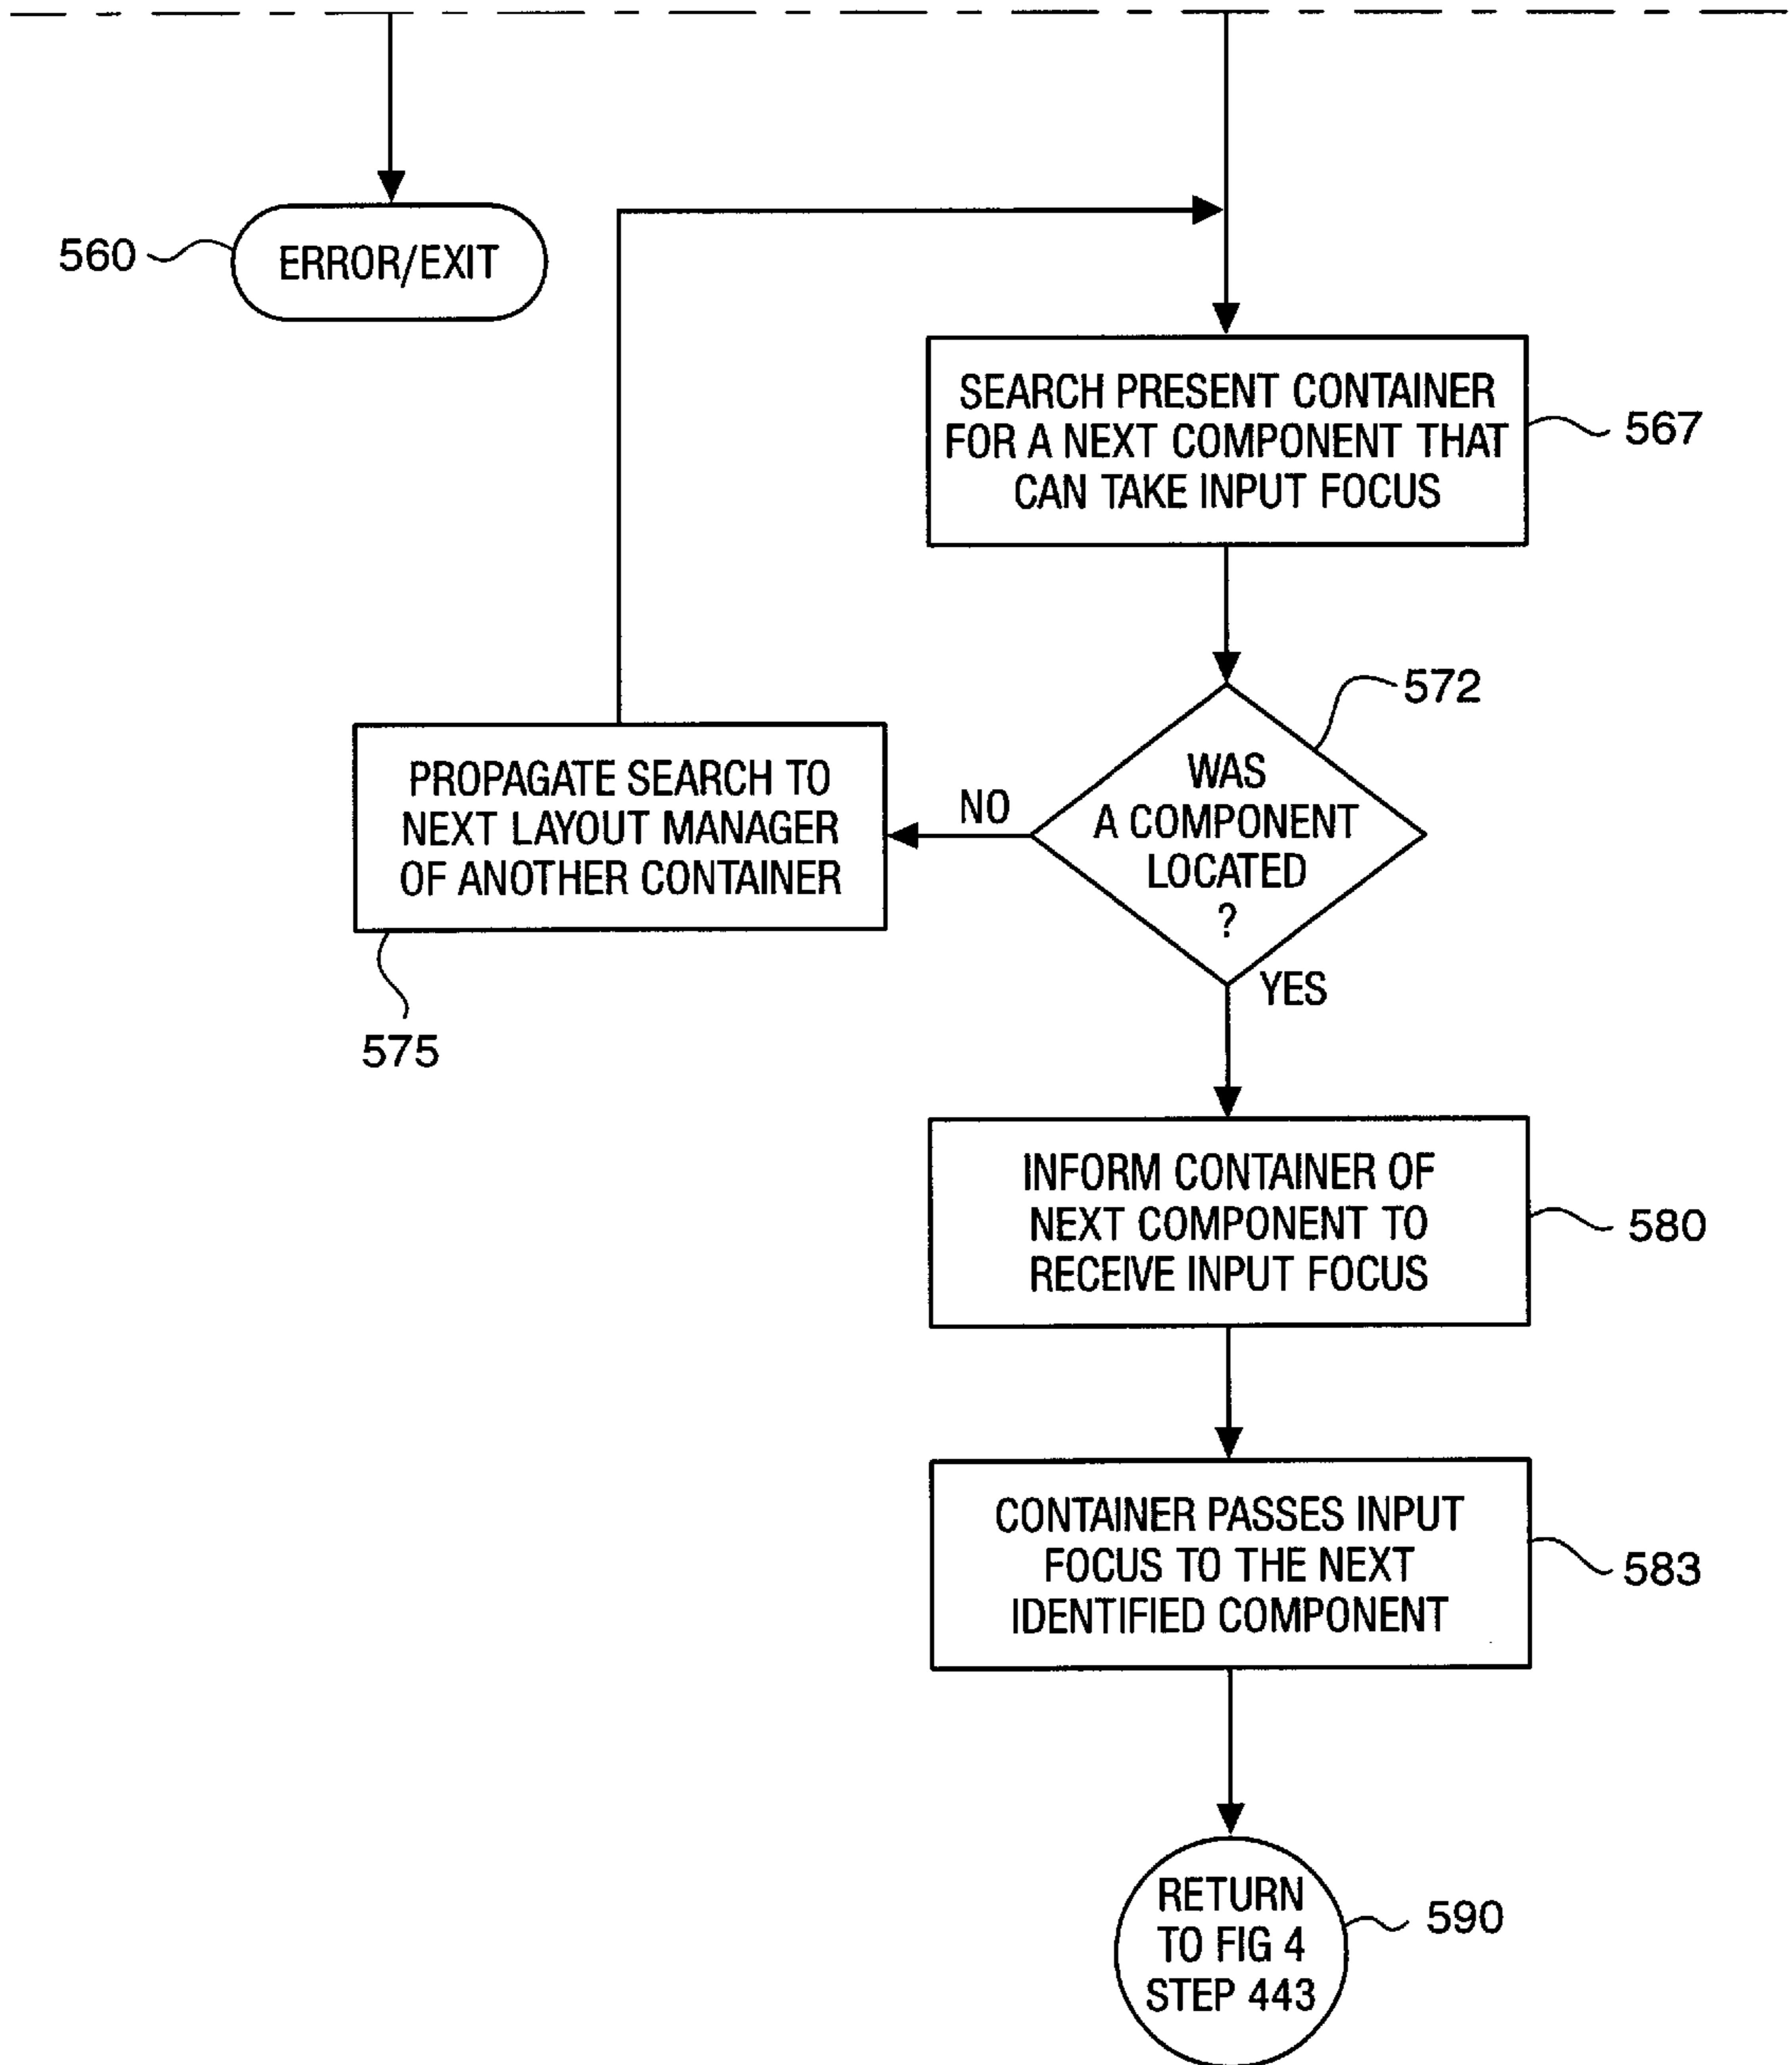 560
ERROR/EXIT
SEARCH PRESENT CONTAINER
FOR A NEXT COMPONENT THAT
CAN TAKE INPUT FOCUS
567
572
WAS
A COMPONENT
LOCATED
?
NO
PROPAGATE SEARCH TO
NEXT LAYOUT MANAGER
OF ANOTHER CONTAINER
575
YES
INFORM CONTAINER OF
NEXT COMPONENT TO
RECEIVE INPUT FOCUS
580
CONTAINER PASSES INPUT
FOCUS TO THE NEXT
IDENTIFIED COMPONENT
583
RETURN
TO FIG 4
STEP 443
590